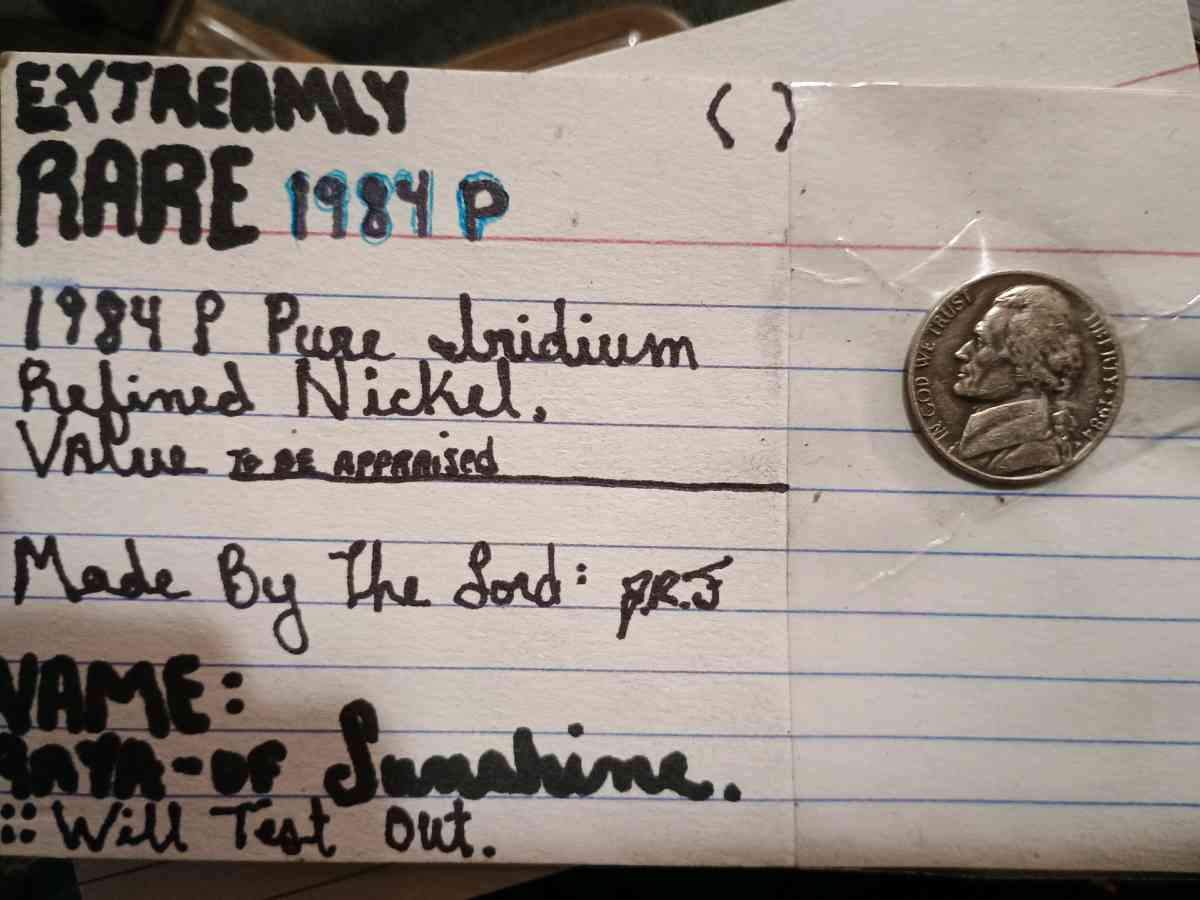 EXTREAMLY ( )
RARE 1984 P
1984 P Pure Iridium
Refined Nickel.
Value TO BE APPRAISED
Made By The Lord: P.R.J
NAME:
RAYA-OF Sunshine.
:: Will Test Out.
IN GOD WE TRUST
LIBERTY · 1984
P